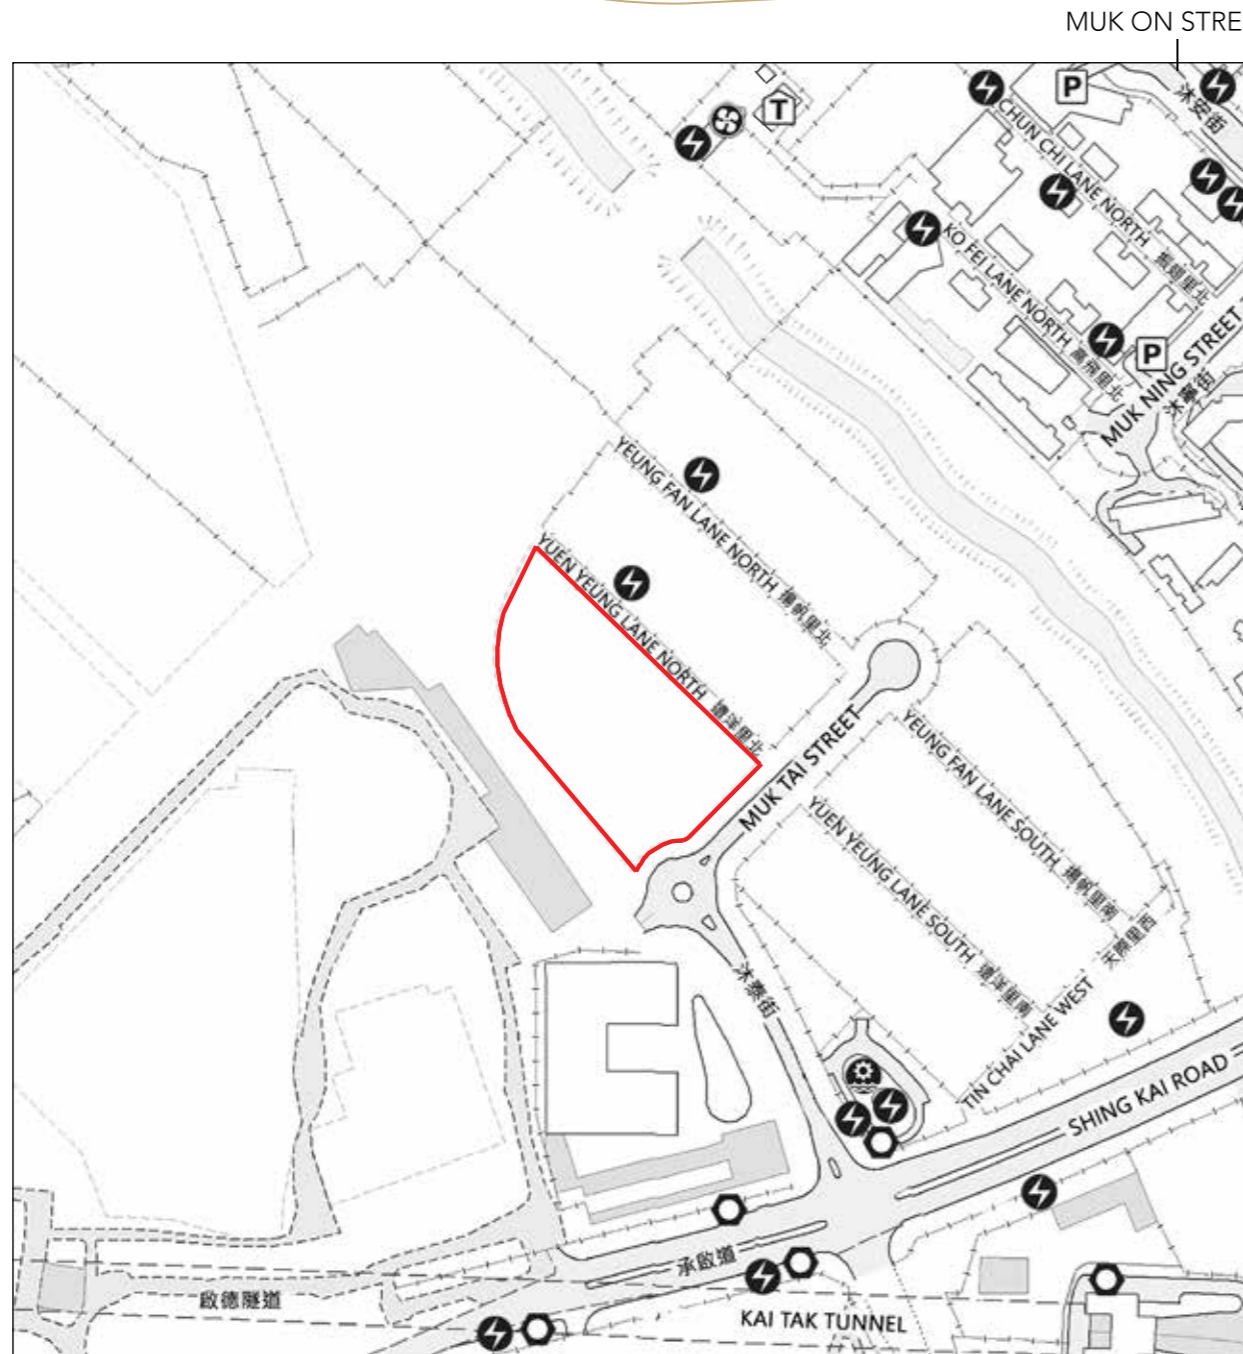 MUK ON STRE
P
沐安街
T
CHUN CHI LANE NORTH 振翅里北
KO FEI LANE NORTH 高飛里北
P
MUK NING STREET
沐寧街
YEUNG FAN LANE NORTH 揚帆里北
YUEN YEUNG LANE NORTH 遠洋里北
MUK TAI STREET
YEUNG FAN LANE SOUTH 揚帆里南
YUEN YEUNG LANE SOUTH 遠洋里南
沐泰街
TIN CHAI LANE WEST 天際里西
SHING KAI ROAD
承啟道
啟德隧道
KAI TAK TUNNEL